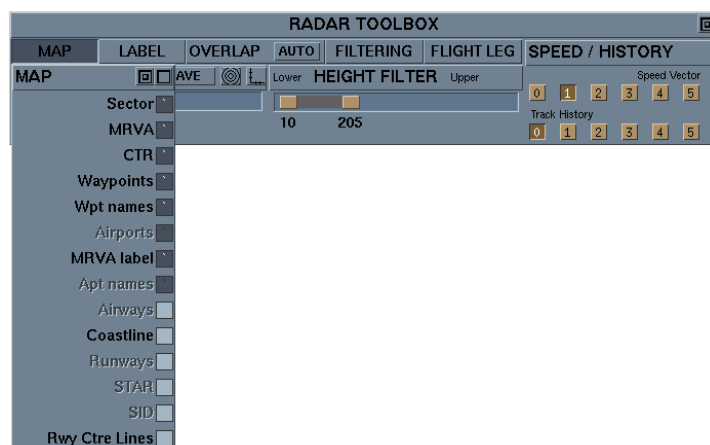 RADAR TOOLBOX
MAP LABEL OVERLAP AUTO FILTERING FLIGHT LEG SPEED / HISTORY
MAP AVE Lower HEIGHT FILTER Upper Speed Vector
0 1 2 3 4 5
10 205 Track History
0 1 2 3 4 5
Sector
MRVA
CTR
Waypoints
Wpt names
Airports
MRVA label
Apt names
Airways
Coastline
Runways
STAR
SID
Rwy Ctre Lines